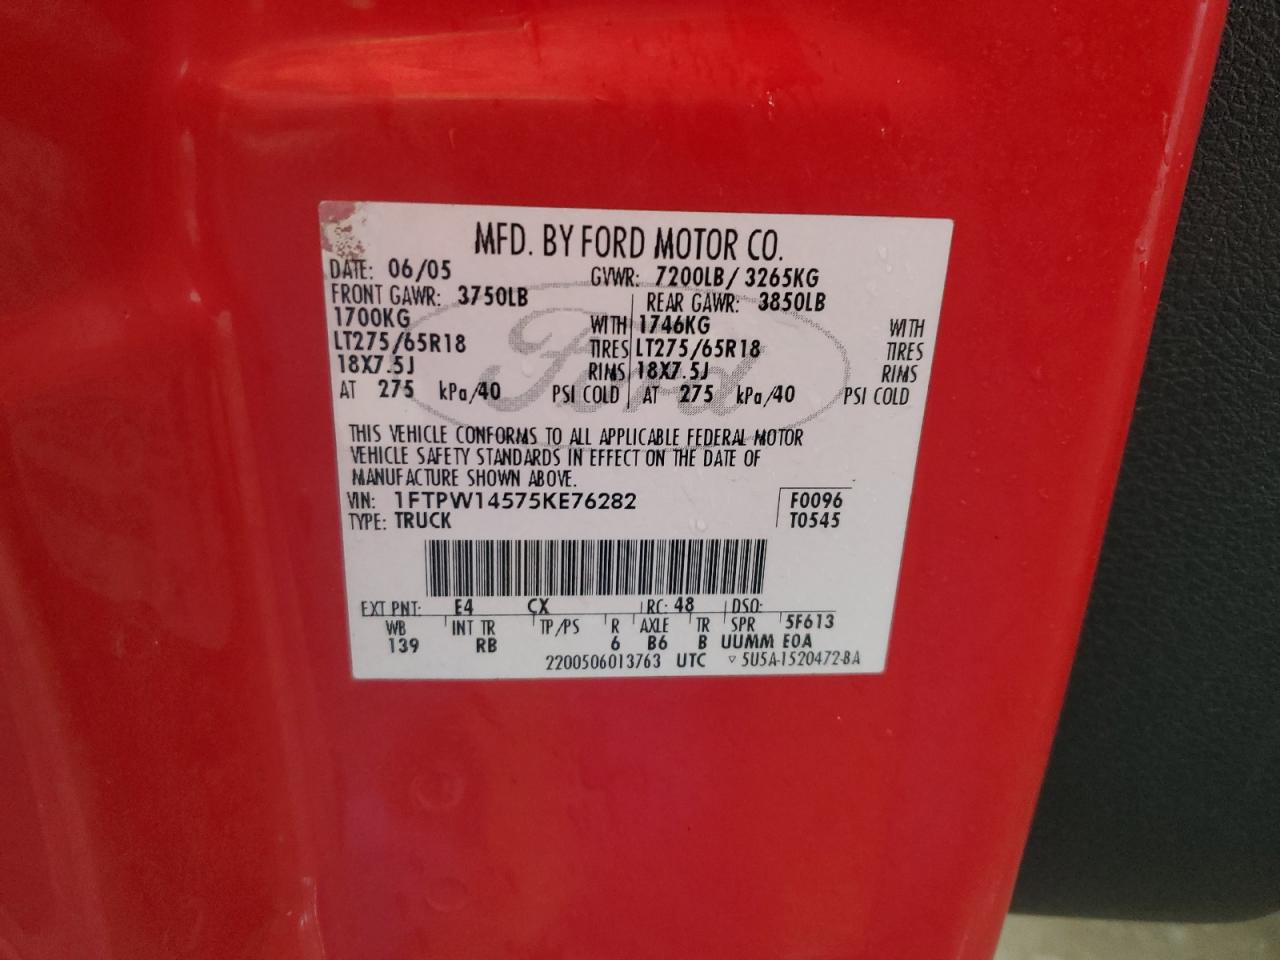 MFD. BY FORD MOTOR CO.
DATE: 06/05 GVWR: 7200LB/ 3265KG
FRONT GAWR: 3750LB REAR GAWR: 3850LB
1700KG WITH 1746KG WITH
LT275/65R18 TIRES LT275/65R18 TIRES
18X7.5J RIMS 18X7.5J RIMS
AT 275 kPa/40 PSI COLD AT 275 kPa/40 PSI COLD
Ford
THIS VEHICLE CONFORMS TO ALL APPLICABLE FEDERAL MOTOR
VEHICLE SAFETY STANDARDS IN EFFECT ON THE DATE OF
MANUFACTURE SHOWN ABOVE.
VIN: 1FTPW14575KE76282 F0096
TYPE: TRUCK T0545
EXT PNT: E4 CX RC: 48 DSO:
WB INT TR TP/PS R AXLE TR SPR 5F613
139 RB 6 B6 B UUMM EOA
2200506013763 UTC ▿ 5U5A-1520472-BA